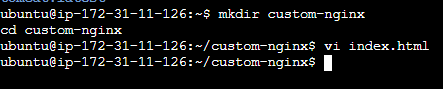 ubuntu@ip-172-31-11-126:~$ mkdir custom-nginx
cd custom-nginx
ubuntu@ip-172-31-11-126:~/custom-nginx$ vi index.html
ubuntu@ip-172-31-11-126:~/custom-nginx$